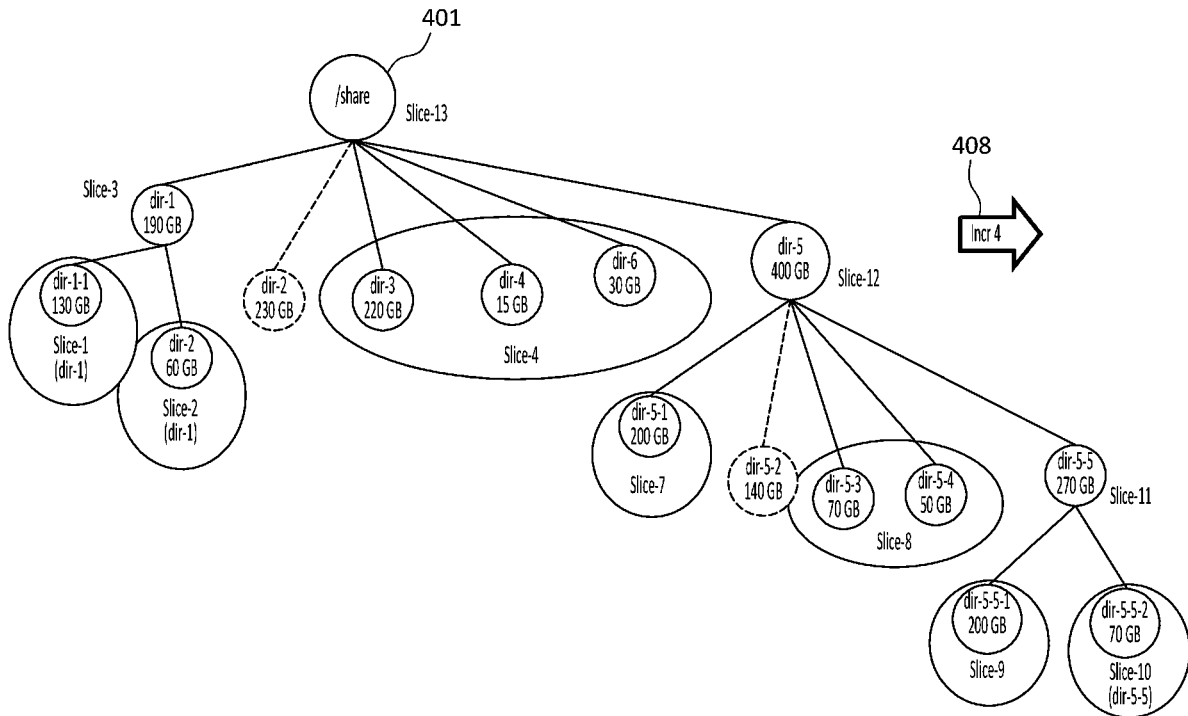 401
/share
Slice-13
408
Incr 4
Slice-3
dir-1
190 GB
dir-5
400 GB
Slice-12
dir-1-1
130 GB
Slice-1
(dir-1)
dir-2
60 GB
Slice-2
(dir-1)
dir-2
230 GB
dir-3
220 GB
dir-4
15 GB
dir-6
30 GB
Slice-4
dir-5-1
200 GB
Slice-7
dir-5-2
140 GB
dir-5-3
70 GB
dir-5-4
50 GB
Slice-8
dir-5-5
270 GB
Slice-11
dir-5-5-1
200 GB
Slice-9
dir-5-5-2
70 GB
Slice-10
(dir-5-5)